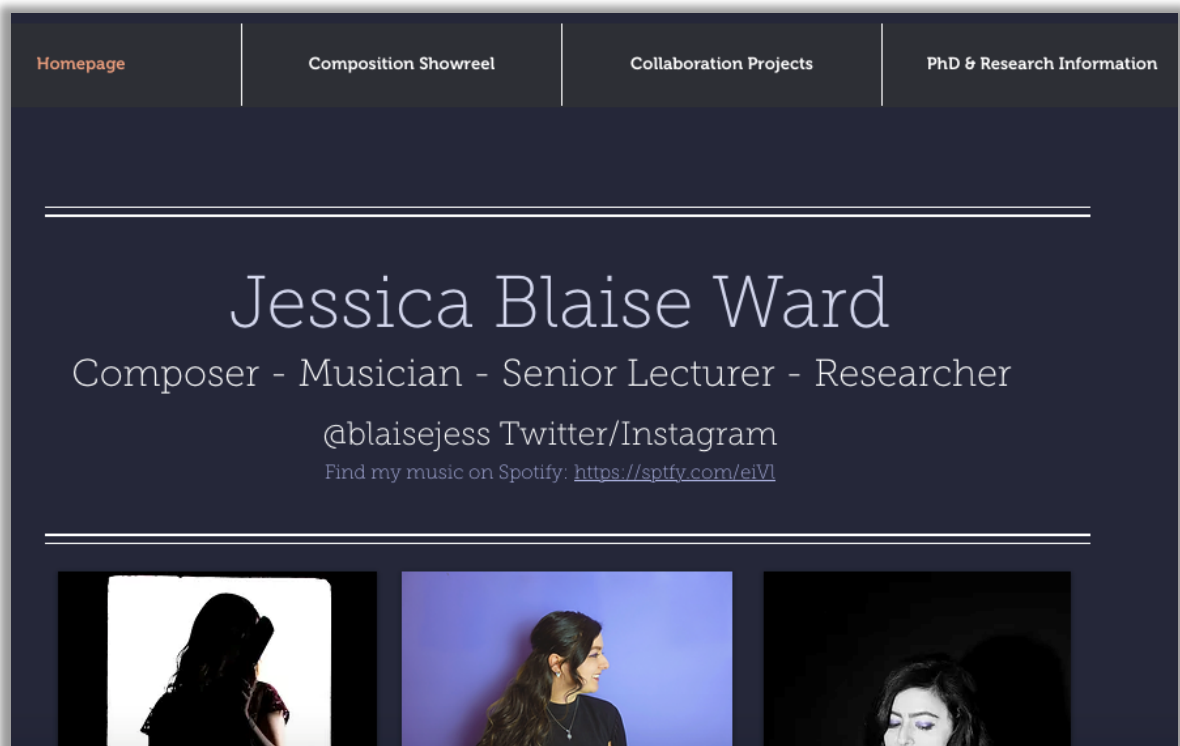 Homepage
Composition Showreel
Collaboration Projects
PhD & Research Information
Jessica Blaise Ward
Composer - Musician - Senior Lecturer - Researcher
@blaisejess Twitter/Instagram
Find my music on Spotify: https://sptfy.com/eiVl